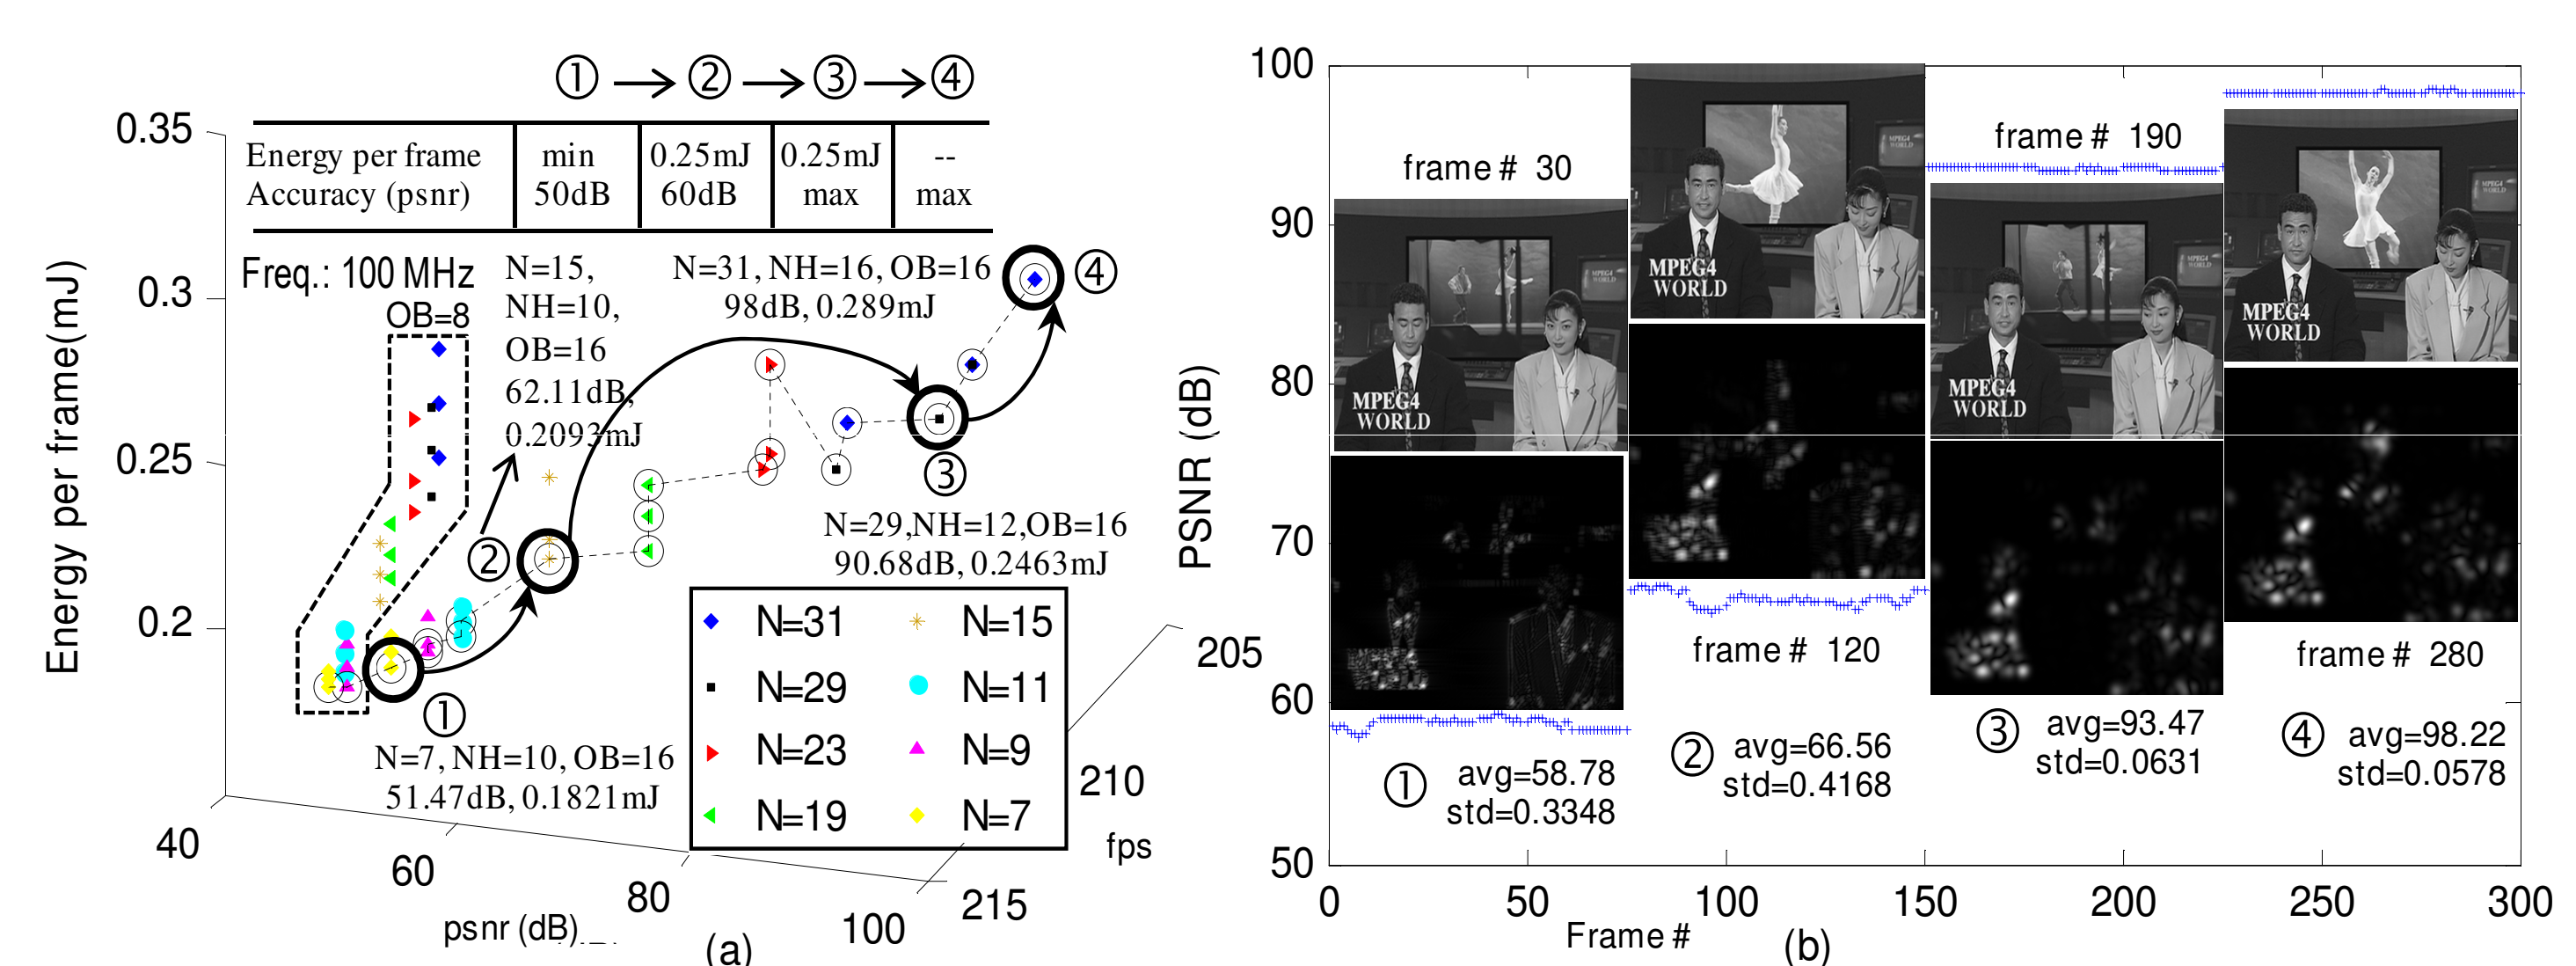 ① → ② → ③ → ④
Energy per frame min 0.25mJ 0.25mJ --
Accuracy (psnr) 50dB 60dB max max
Freq.: 100 MHz
OB=8
N=15,
NH=10,
OB=16
62.11dB,
0.2093mJ
N=31, NH=16, OB=16
98dB, 0.289mJ
④
③
②
①
N=29,NH=12,OB=16
90.68dB, 0.2463mJ
N=7, NH=10, OB=16
51.47dB, 0.1821mJ
N=31 N=15
N=29 N=11
N=23 N=9
N=19 N=7
Energy per frame(mJ)
0.35
0.3
0.25
0.2
40
60
80
100
psnr (dB)
205
210
215
fps
(a)
PSNR (dB)
100
90
80
70
60
50
frame # 30
MPEG4
WORLD
MPEG4
WORLD
frame # 120
frame # 190
MPEG4
WORLD
MPEG4
WORLD
frame # 280
① avg=58.78
std=0.3348
② avg=66.56
std=0.4168
③ avg=93.47
std=0.0631
④ avg=98.22
std=0.0578
0 50 100 150 200 250 300
Frame #
(b)